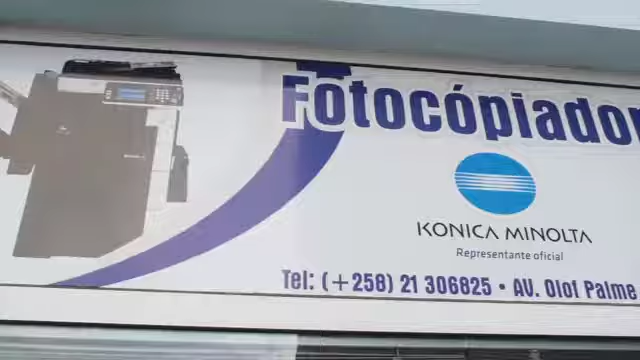 Fotocópiador
KONICA MINOLTA
Representante oficial
Tel: (+258) 21 306825 • AV. Olof Palme